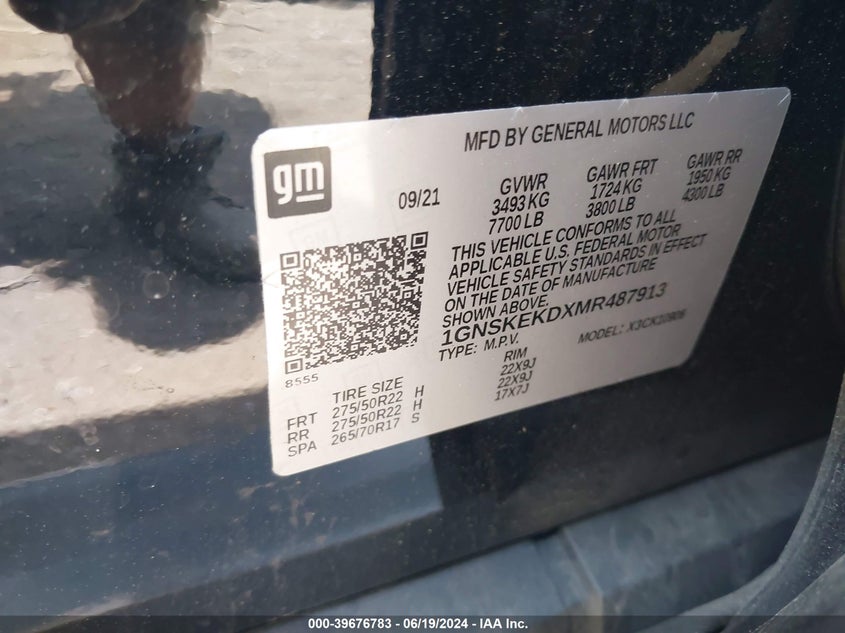 MFD BY GENERAL MOTORS LLC
gm
09/21
GVWR GAWR FRT GAWR RR
3493 KG 1724 KG 1950 KG
7700 LB 3800 LB 4300 LB
THIS VEHICLE CONFORMS TO ALL
APPLICABLE U.S. FEDERAL MOTOR
VEHICLE SAFETY STANDARDS IN EFFECT
ON THE DATE OF MANUFACTURE
SHOWN ABOVE.
1GNSKEKDXMR487913
TYPE: M.P.V. MODEL: X3CK10906
8555
TIRE SIZE RIM
FRT 275/50R22 H 22X9J
RR 275/50R22 H 22X9J
SPA 265/70R17 S 17X7J
000-39676783 - 06/19/2024 - IAA Inc.